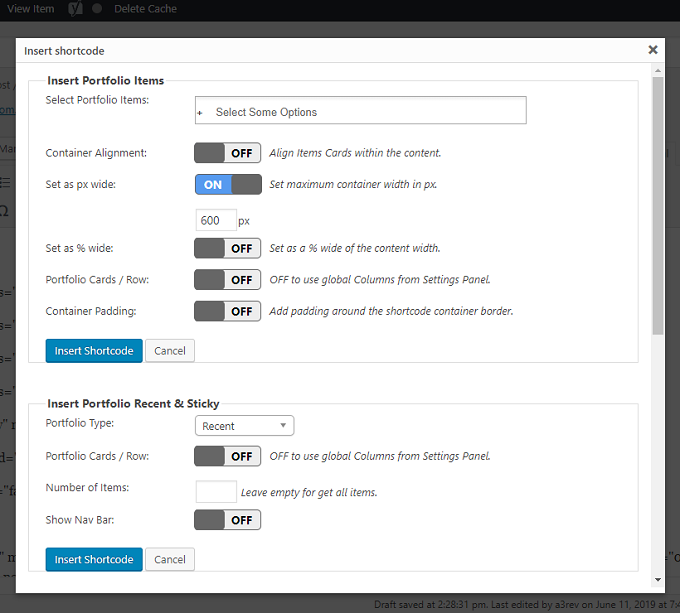 View Item Delete Cache
Insert shortcode
Insert Portfolio Items
Select Portfolio Items:
+ Select Some Options
Container Alignment: OFF Align Items Cards within the content.
Set as px wide: ON Set maximum container width in px.
600 px
Set as % wide: OFF Set as a % wide of the content width.
Portfolio Cards / Row: OFF OFF to use global Columns from Settings Panel.
Container Padding: OFF Add padding around the shortcode container border.
Insert Shortcode Cancel
Insert Portfolio Recent & Sticky
Portfolio Type: Recent
Portfolio Cards / Row: OFF OFF to use global Columns from Settings Panel.
Number of Items: Leave empty for get all items.
Show Nav Bar: OFF
Insert Shortcode Cancel
Draft saved at 2:28:31 pm. Last edited by a3rev on June 11, 2019 at 7:4